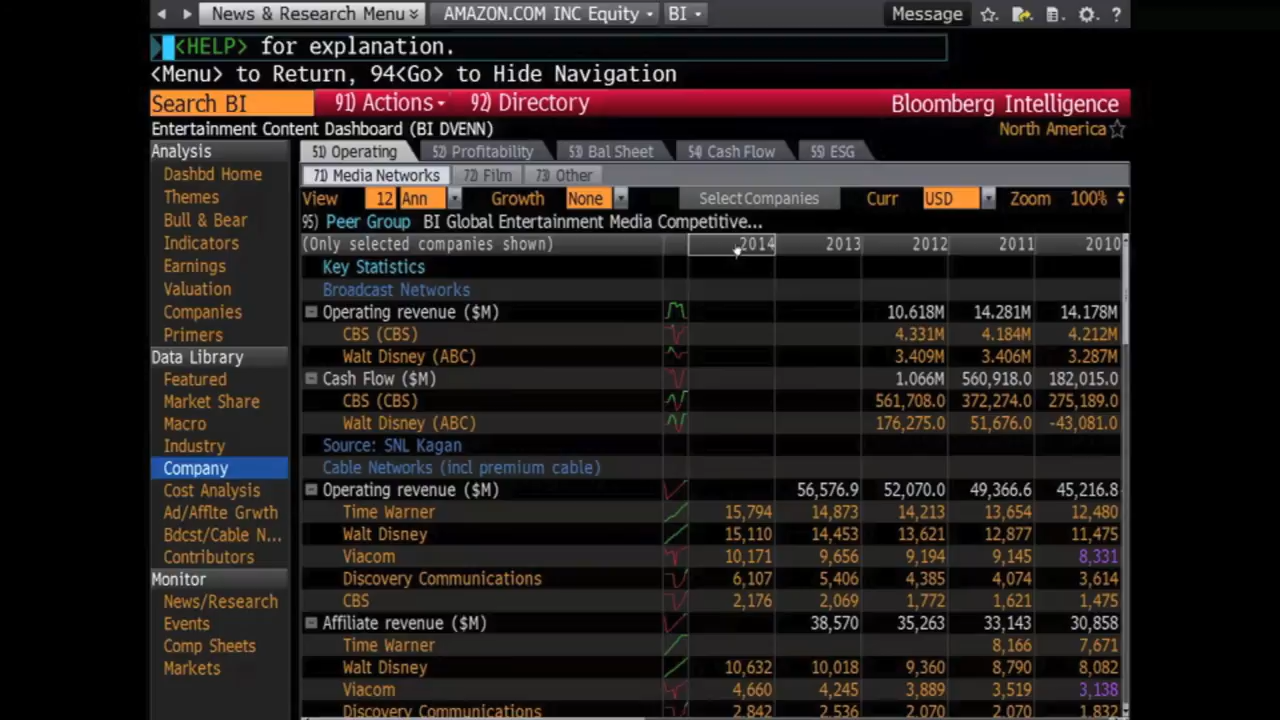 News & Research Menu AMAZON.COM INC Equity BI Message ?
<HELP> for explanation.
<Menu> to Return, 94<Go> to Hide Navigation
Search BI 91) Actions 92) Directory Bloomberg Intelligence
Entertainment Content Dashboard (BI DVENN) North America
Analysis 51) Operating 52) Profitability 53) Bal Sheet 54) Cash Flow 55) ESG
Dashbd Home 71) Media Networks 72) Film 73) Other
Themes View 12 Ann Growth None Select Companies Curr USD Zoom 100%
Bull & Bear 95) Peer Group BI Global Entertainment Media Competitive...
Indicators (Only selected companies shown) 2014 2013 2012 2011 2010
Earnings Key Statistics
Valuation Broadcast Networks
Companies Operating revenue ($M) 10.618M 14.281M 14.178M
Primers CBS (CBS) 4.331M 4.184M 4.212M
Data Library Walt Disney (ABC) 3.409M 3.406M 3.287M
Featured Cash Flow ($M) 1.066M 560,918.0 182,015.0
Market Share CBS (CBS) 561,708.0 372,274.0 275,189.0
Macro Walt Disney (ABC) 176,275.0 51,676.0 -43,081.0
Industry Source: SNL Kagan
Company Cable Networks (incl premium cable)
Cost Analysis Operating revenue ($M) 56,576.9 52,070.0 49,366.6 45,216.8
Ad/Afflte Grwth Time Warner 15,794 14,873 14,213 13,654 12,480
Bdcst/Cable N... Walt Disney 15,110 14,453 13,621 12,877 11,475
Contributors Viacom 10,171 9,656 9,194 9,145 8,331
Monitor Discovery Communications 6,107 5,406 4,385 4,074 3,614
News/Research CBS 2,176 2,069 1,772 1,621 1,475
Events Affiliate revenue ($M) 38,570 35,263 33,143 30,858
Comp Sheets Time Warner 8,166 7,671
Markets Walt Disney 10,632 10,018 9,360 8,790 8,082
Viacom 4,660 4,245 3,889 3,519 3,138
Discovery Communications 2,842 2,536 2,070 2,070 1,832